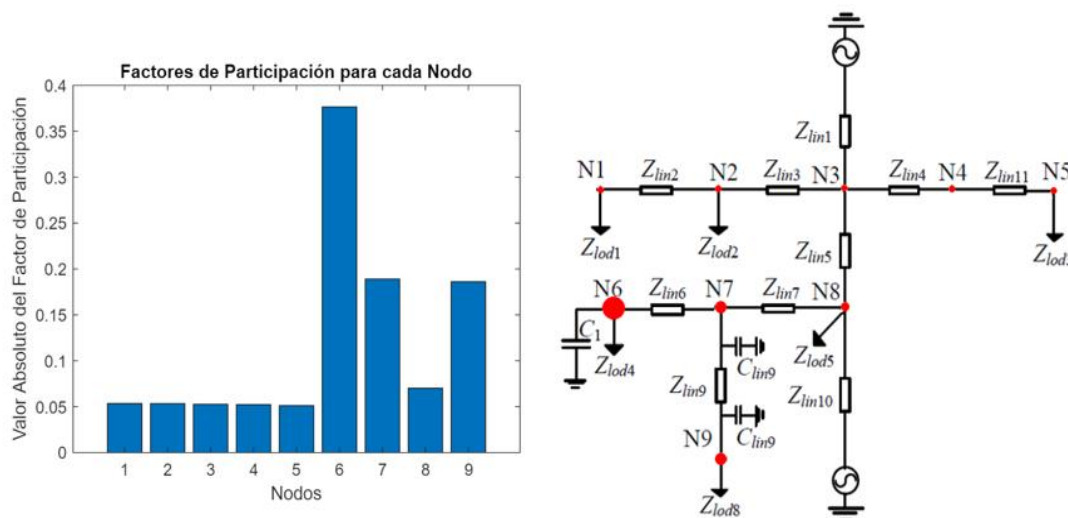 Factores de Participación para cada Nodo
Valor Absoluto del Factor de Participación
0.4
0.35
0.3
0.25
0.2
0.15
0.1
0.05
0
1 2 3 4 5 6 7 8 9
Nodos
Zlin1
N1 Zlin2 N2 Zlin3 N3 Zlin4 N4 Zlin11 N5
Zlod1 Zlod2 Zlod
Zlin5
N6 Zlin6 N7 Zlin7 N8
C1 Zlod4 Clin9 Zlod5
Zlin9 Zlin10
Clin9
N9
Zlod8